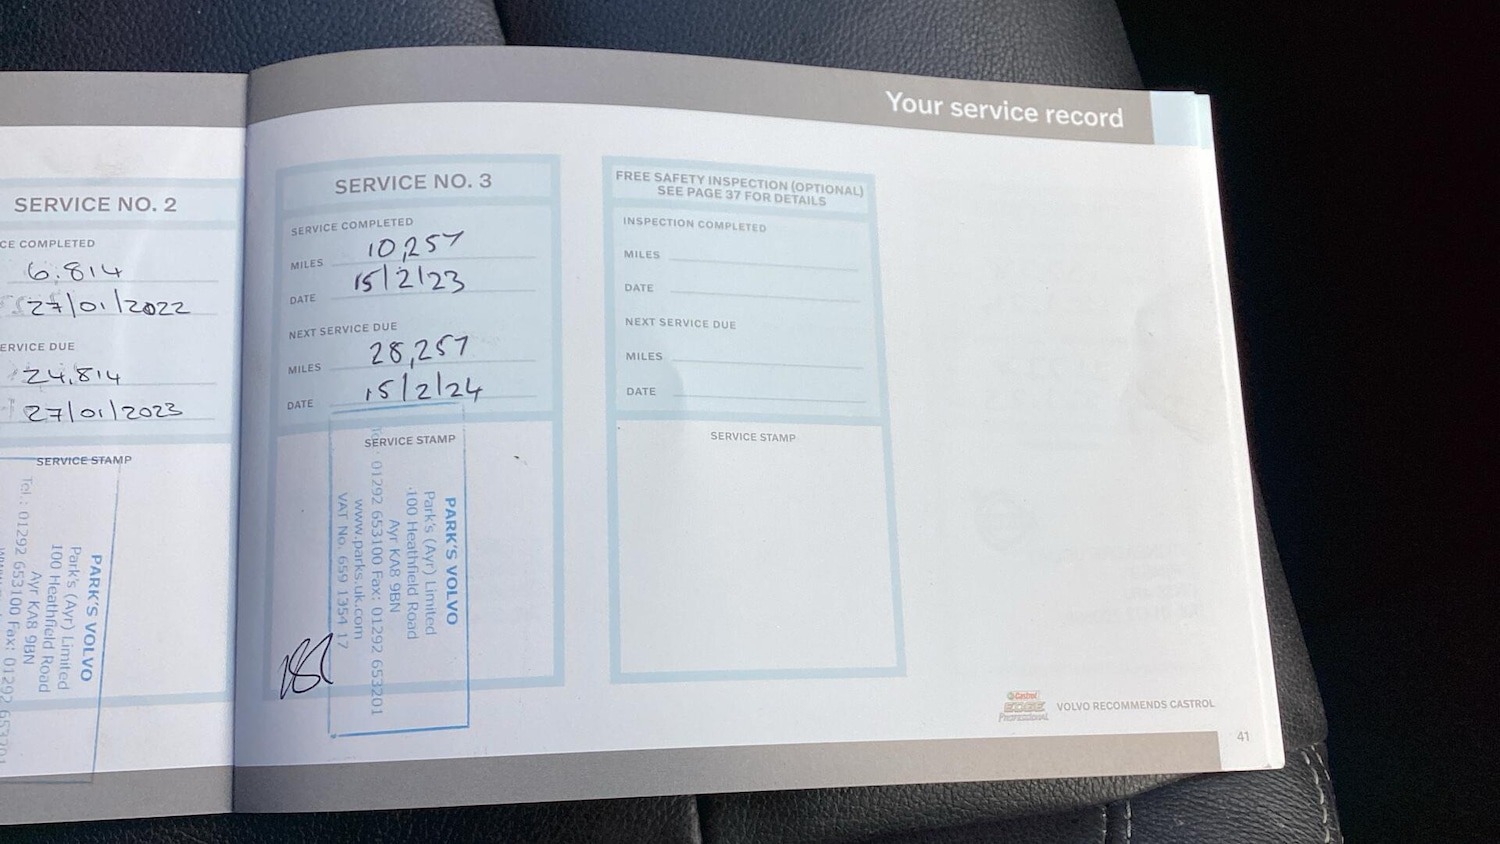 Your service record
SERVICE NO. 2
CE COMPLETED
6.814
27/01/2022
ERVICE DUE
24,814
27/01/2023
SERVICE STAMP
PARK'S VOLVO
Park's (Ayr) Limited
100 Heathfield Road
Ayr KA8 9BN
Tel.: 01292 653100 Fax: 01292 653201
SERVICE NO. 3
SERVICE COMPLETED
MILES 10,257
DATE 15/2/23
NEXT SERVICE DUE
MILES 28,257
DATE 15/2/24
SERVICE STAMP
PARK'S VOLVO
Park's (Ayr) Limited
100 Heathfield Road
Ayr KA8 9BN
01292 653100 Fax: 01292 653201
www.parks.uk.com
VAT No. 659 1354 17
FREE SAFETY INSPECTION (OPTIONAL)
SEE PAGE 37 FOR DETAILS
INSPECTION COMPLETED
MILES
DATE
NEXT SERVICE DUE
MILES
DATE
SERVICE STAMP
Castrol
EDGE
Professional
VOLVO RECOMMENDS CASTROL
41